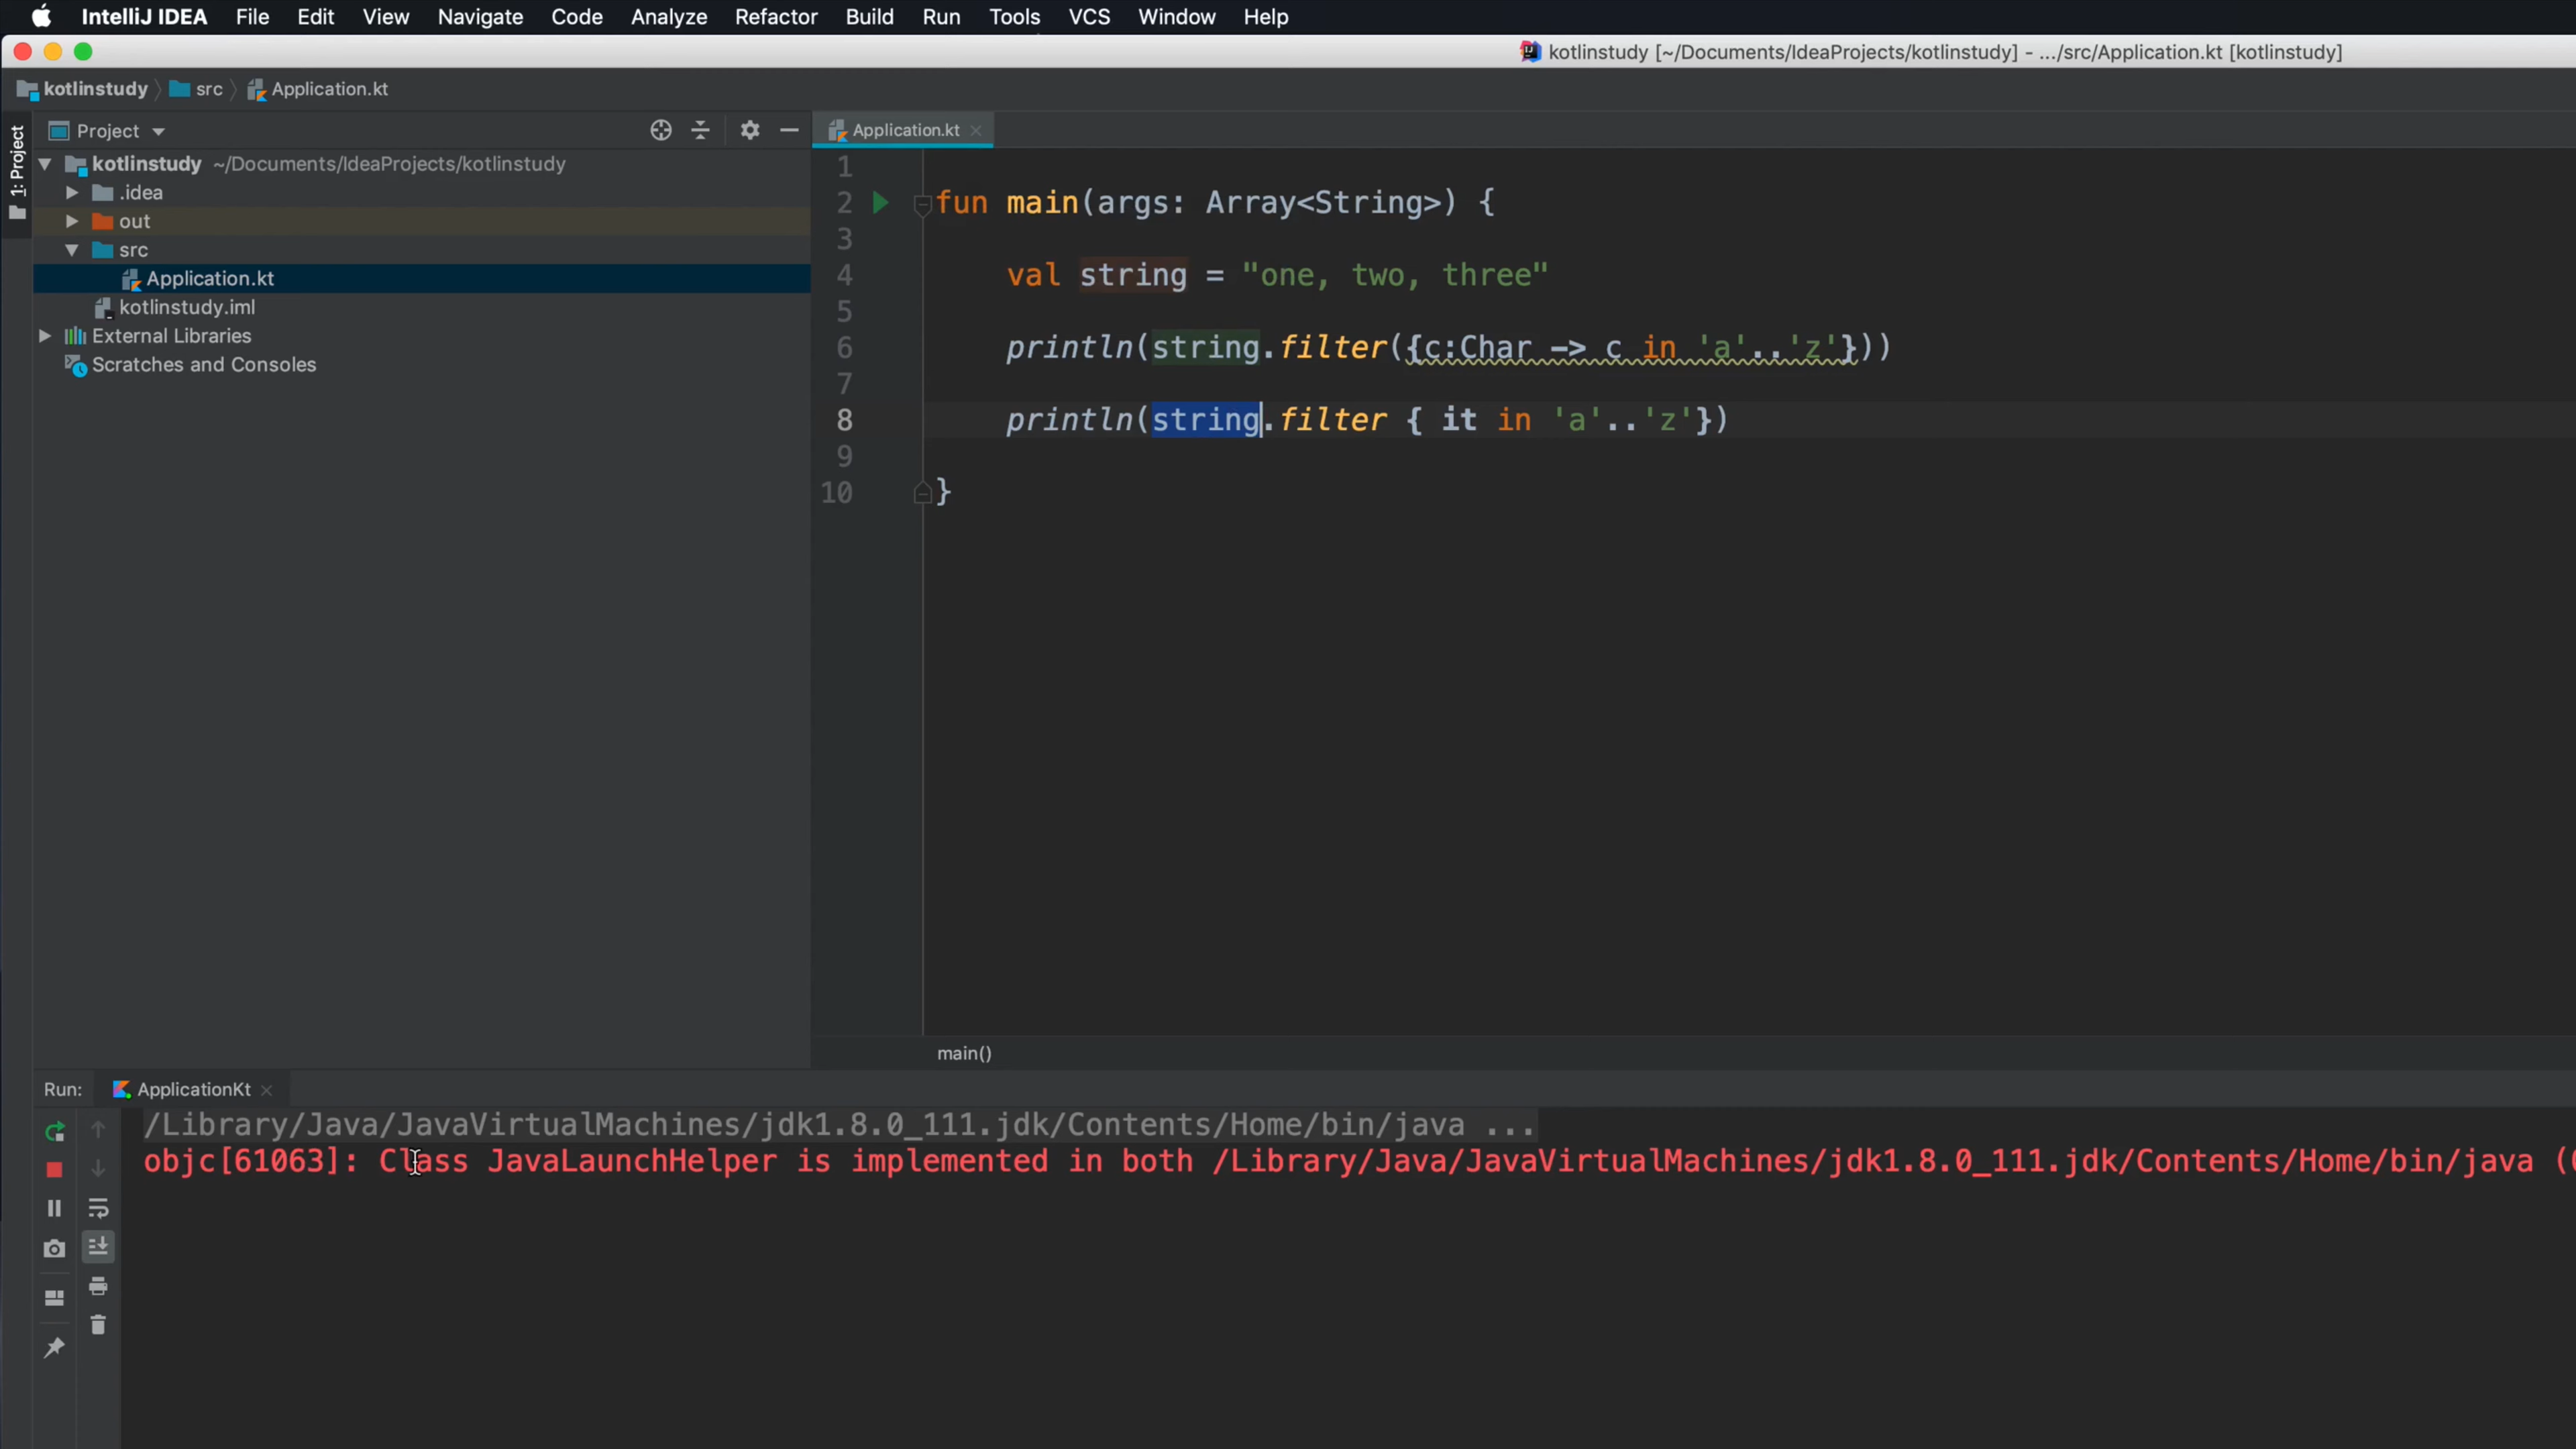 IntelliJ IDEA File Edit View Navigate Code Analyze Refactor Build Run Tools VCS Window Help
kotlinstudy [~/Documents/IdeaProjects/kotlinstudy] - .../src/Application.kt [kotlinstudy]
kotlinstudy src Application.kt
1: Project
Project
kotlinstudy ~/Documents/IdeaProjects/kotlinstudy
.idea
out
src
Application.kt
kotlinstudy.iml
External Libraries
Scratches and Consoles
Application.kt
1
2 fun main(args: Array<String>) {
3
4 val string = "one, two, three"
5
6 println(string.filter({c:Char -> c in 'a'..'z'}))
7
8 println(string.filter { it in 'a'..'z'})
9
10 }
main()
Run: ApplicationKt
/Library/Java/JavaVirtualMachines/jdk1.8.0_111.jdk/Contents/Home/bin/java ...
objc[61063]: Class JavaLaunchHelper is implemented in both /Library/Java/JavaVirtualMachines/jdk1.8.0_111.jdk/Contents/Home/bin/java (